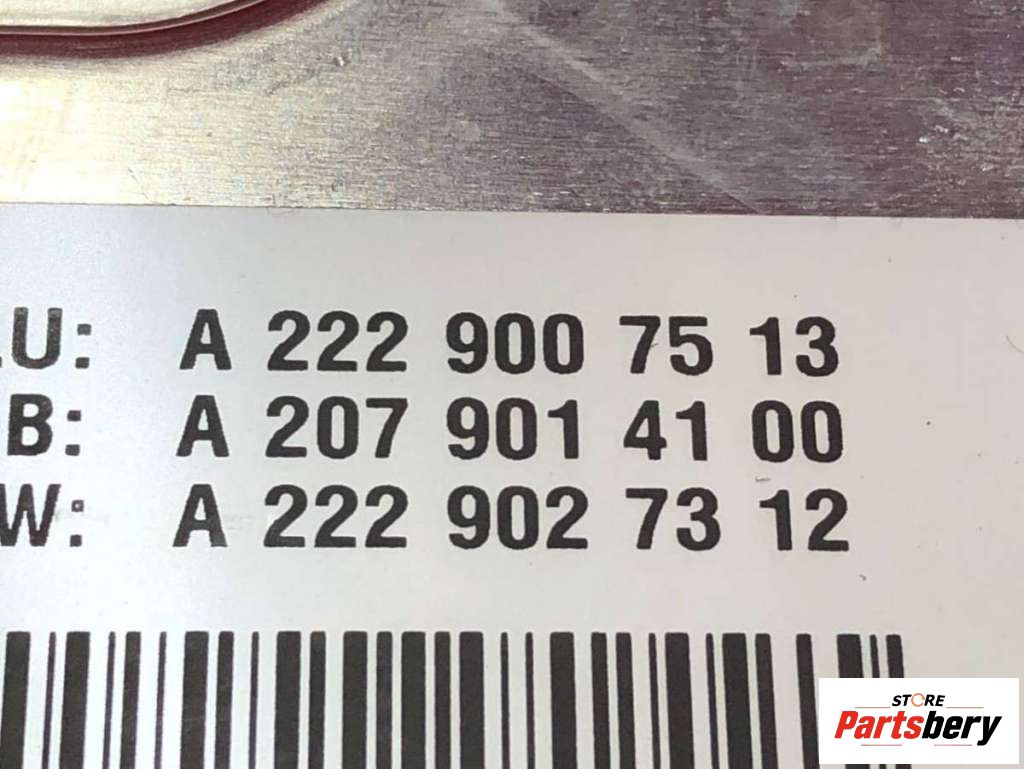 LU: A 222 900 75 13
B: A 207 901 41 00
W: A 222 902 73 12
STORE
Partsbery